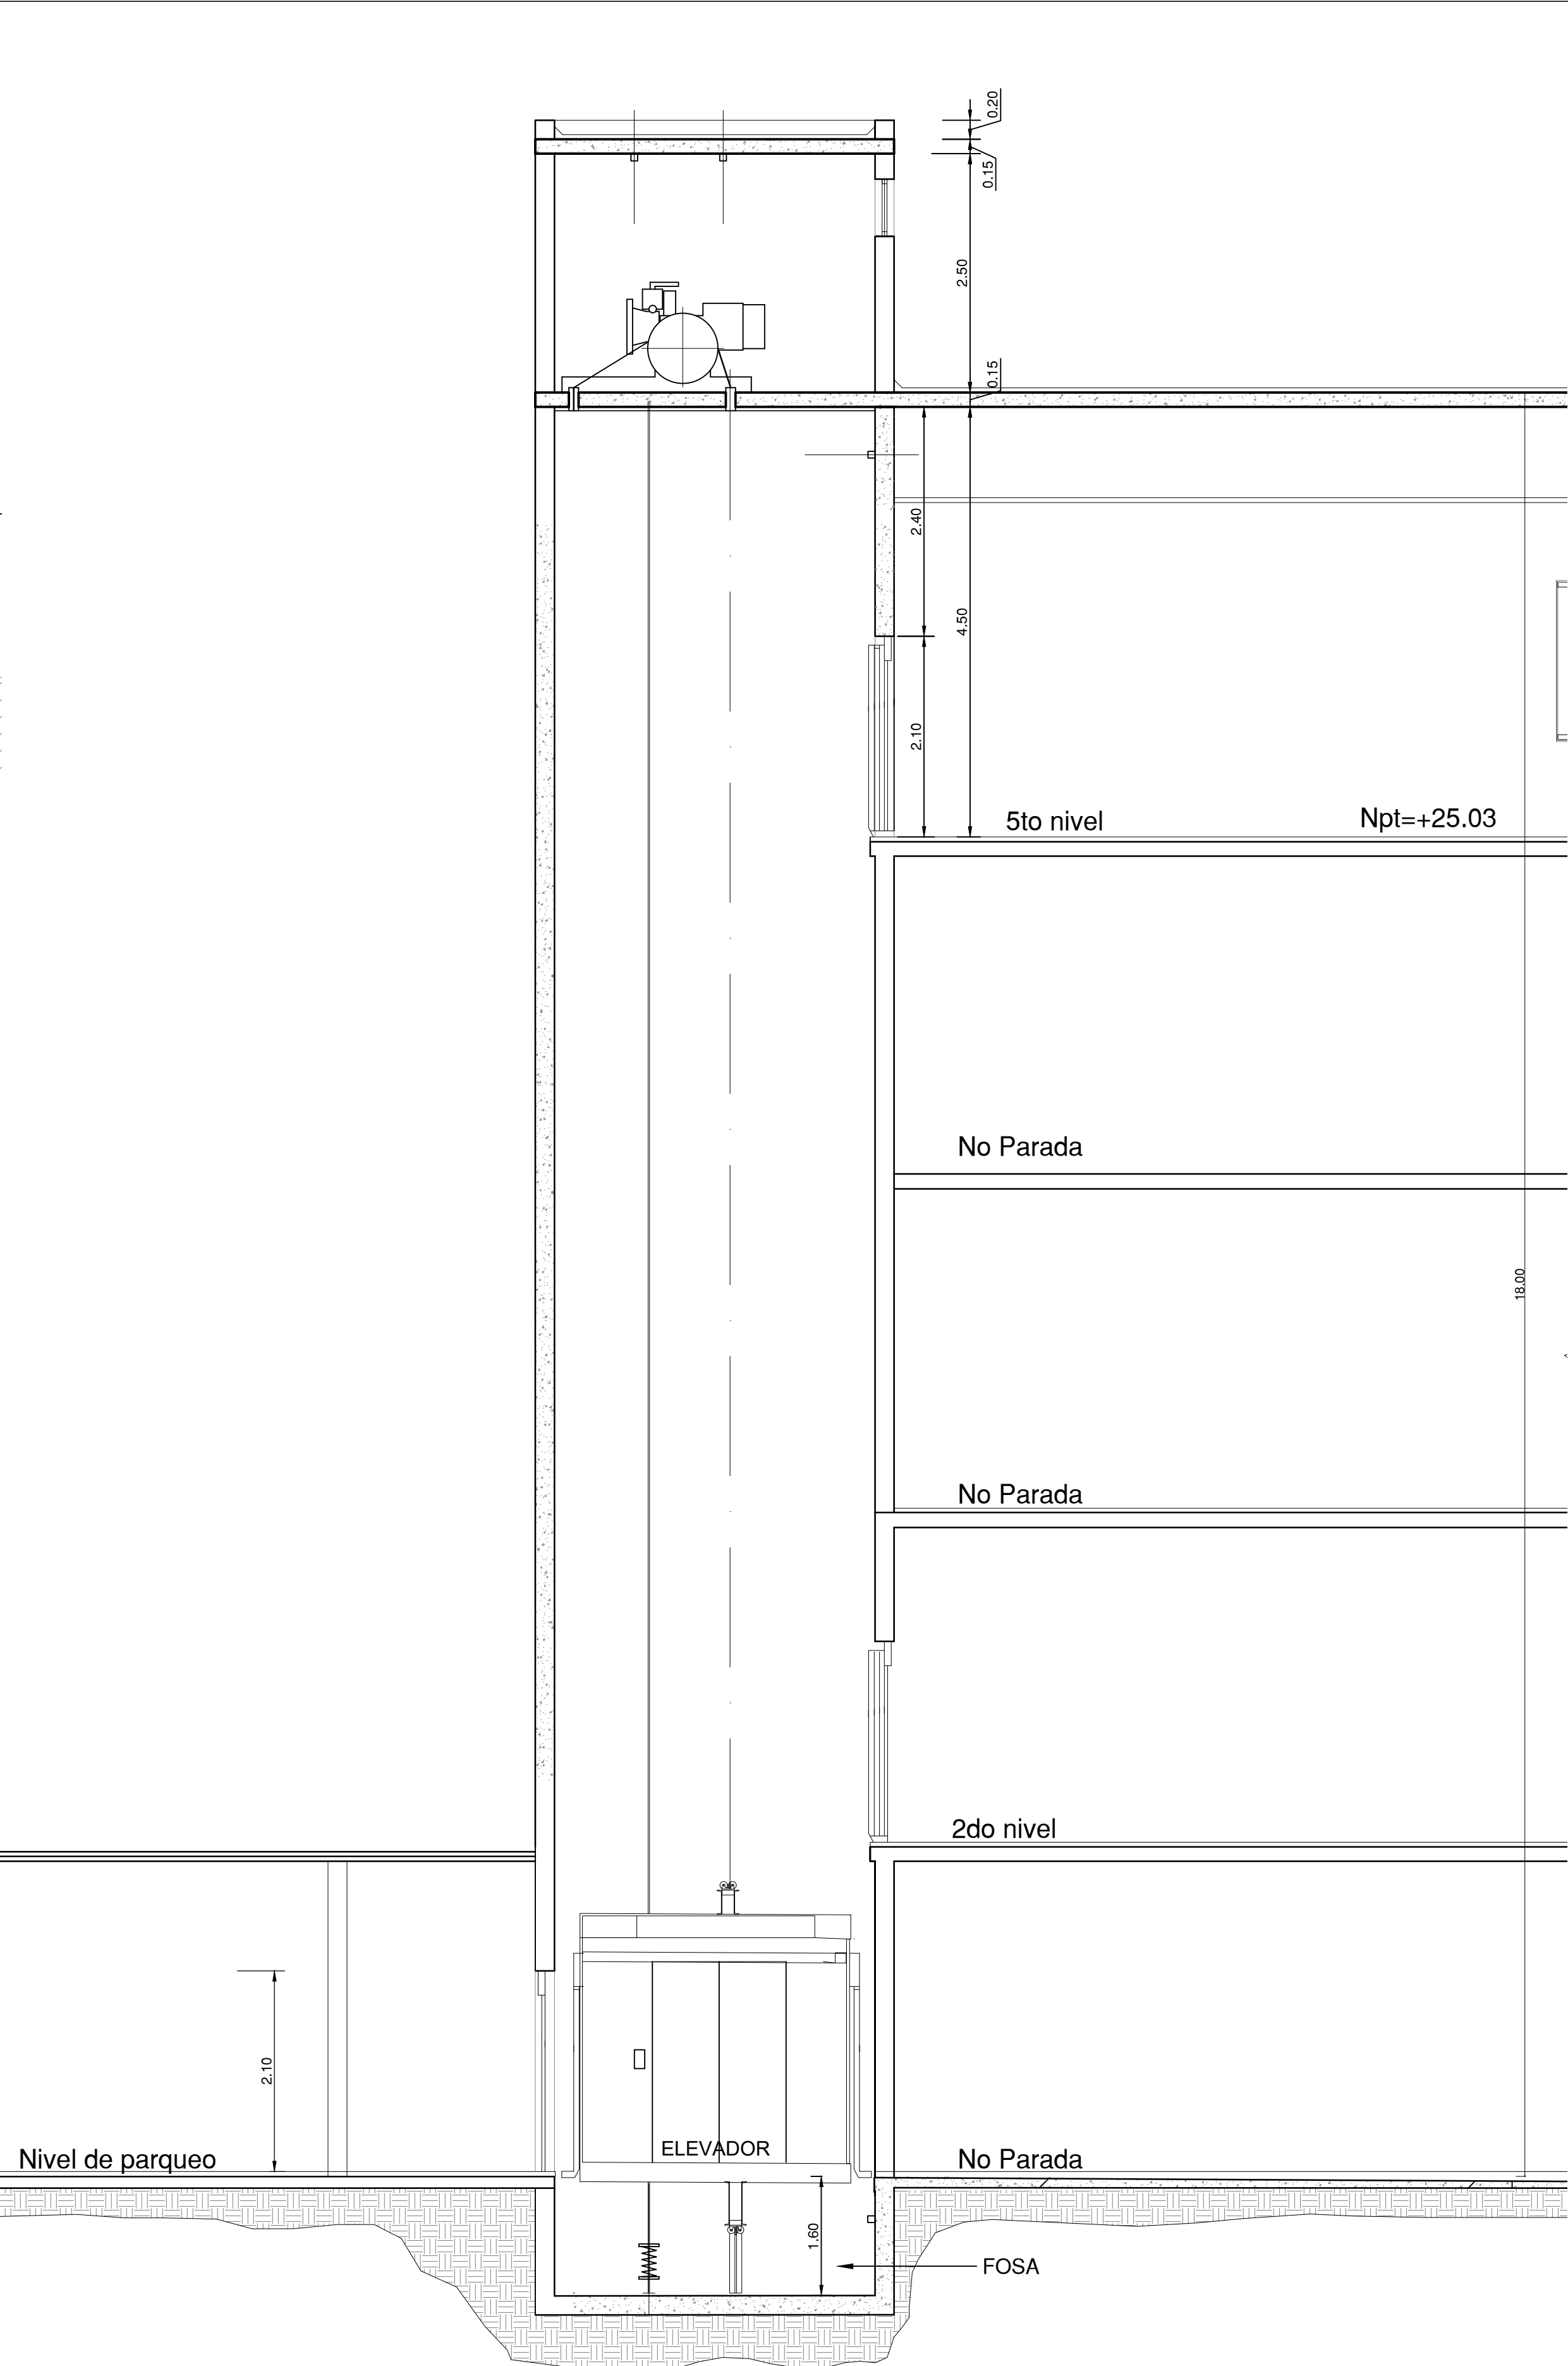 0.20
0.15
2.50
0.15
2.40
4.50
2.10
5to nivel
Npt=+25.03
No Parada
18.00
No Parada
2do nivel
2.10
Nivel de parqueo
ELEVADOR
No Parada
1.60
FOSA